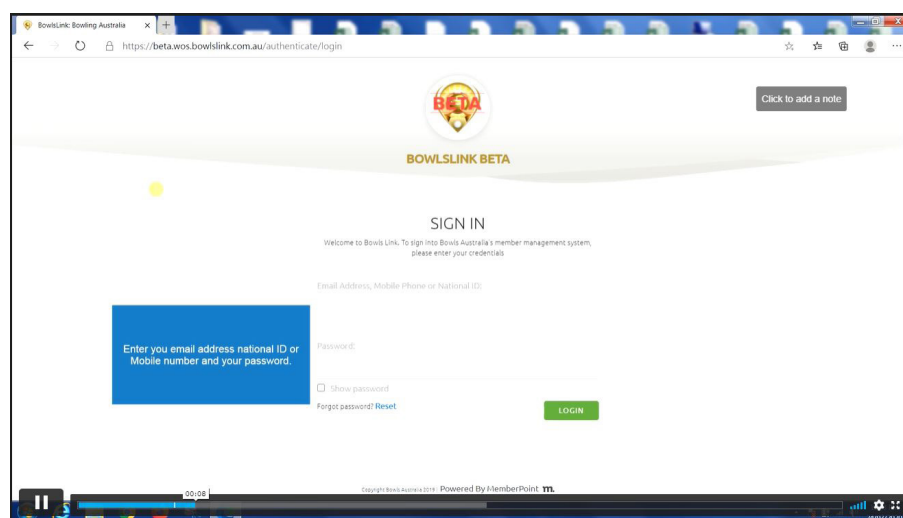 BowlsLink: Bowling Australia
https://beta.wos.bowlslink.com.au/authenticate/login
BETA
Click to add a note
BOWLSLINK BETA
SIGN IN
Welcome to Bowls Link. To sign into Bowls Australia's member management system,
please enter your credentials
Email Address, Mobile Phone or National ID:
Enter you email address national ID or
Mobile number and your password.
Password:
Show password
Forgot password? Reset
LOGIN
Copyright Bowls Australia 2019 | Powered By MemberPoint m.
00:08